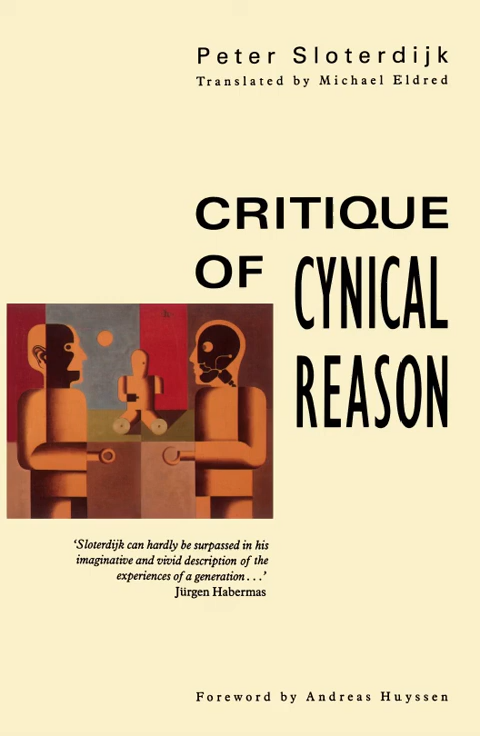 Peter Sloterdijk
Translated by Michael Eldred
CRITIQUE
OF CYNICAL
REASON
‘Sloterdijk can hardly be surpassed in his
imaginative and vivid description of the
experiences of a generation . . .’
Jürgen Habermas
Foreword by Andreas Huyssen